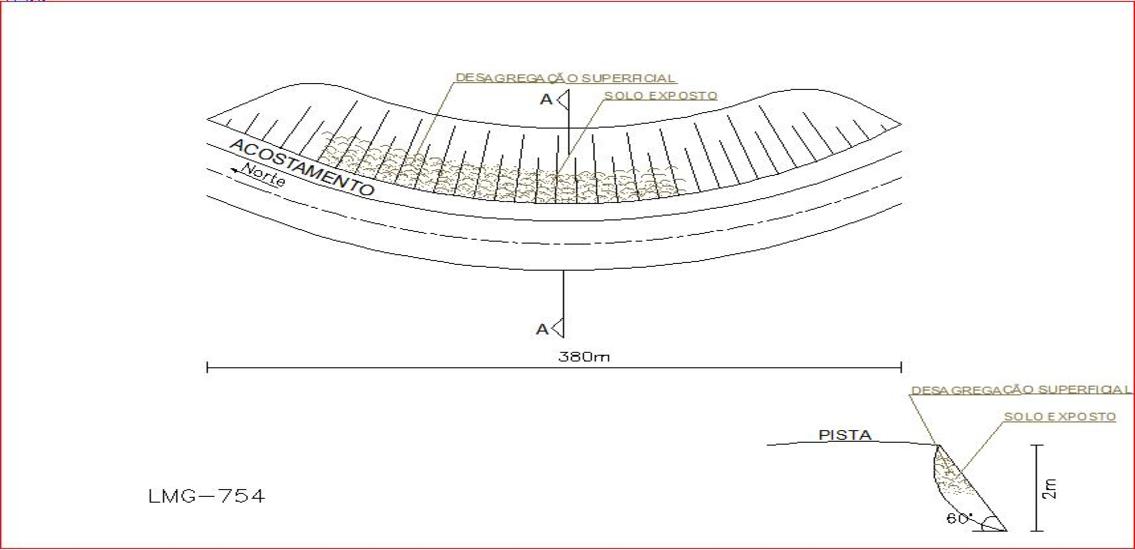 DESAGREGAÇÃO SUPERFICIAL
A
SOLO EXPOSTO
ACOSTAMENTO
Norte
A
380m
DESAGREGAÇÃO SUPERFICIAL
SOLO EXPOSTO
PISTA
2m
LMG-754
60°